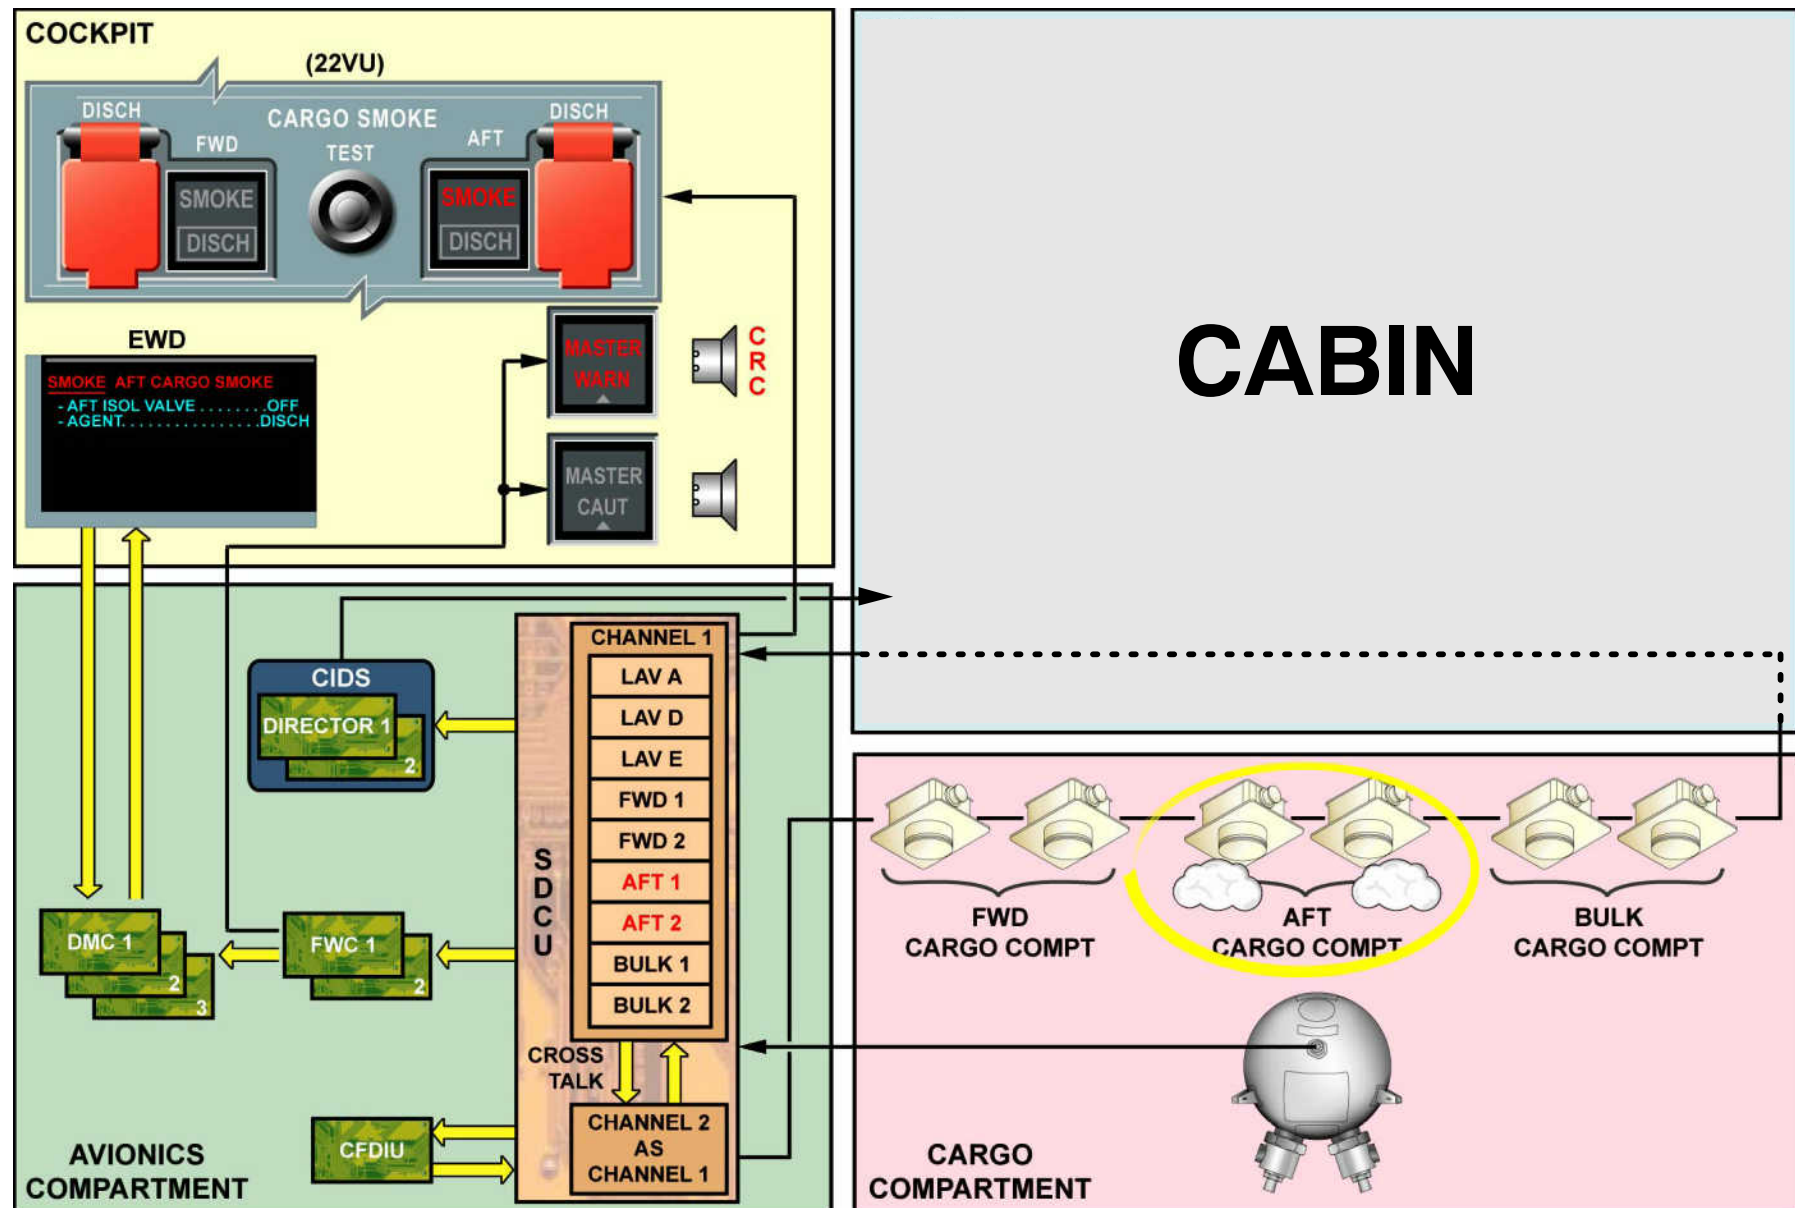 COCKPIT
(22VU)
DISCH
CARGO SMOKE
DISCH
FWD
TEST
AFT
SMOKE
DISCH
SMOKE
DISCH
EWD
SMOKE AFT CARGO SMOKE
- AFT ISOL VALVE . . . . . . . .OFF
- AGENT. . . . . . . . . . . . . . . .DISCH
MASTER
WARN
C
R
C
MASTER
CAUT
CABIN
CIDS
DIRECTOR 1
2
DMC 1
2
3
FWC 1
2
CFDIU
S
D
C
U
CHANNEL 1
LAV A
LAV D
LAV E
FWD 1
FWD 2
AFT 1
AFT 2
BULK 1
BULK 2
CROSS
TALK
CHANNEL 2
AS
CHANNEL 1
AVIONICS
COMPARTMENT
FWD
CARGO COMPT
AFT
CARGO COMPT
BULK
CARGO COMPT
CARGO
COMPARTMENT